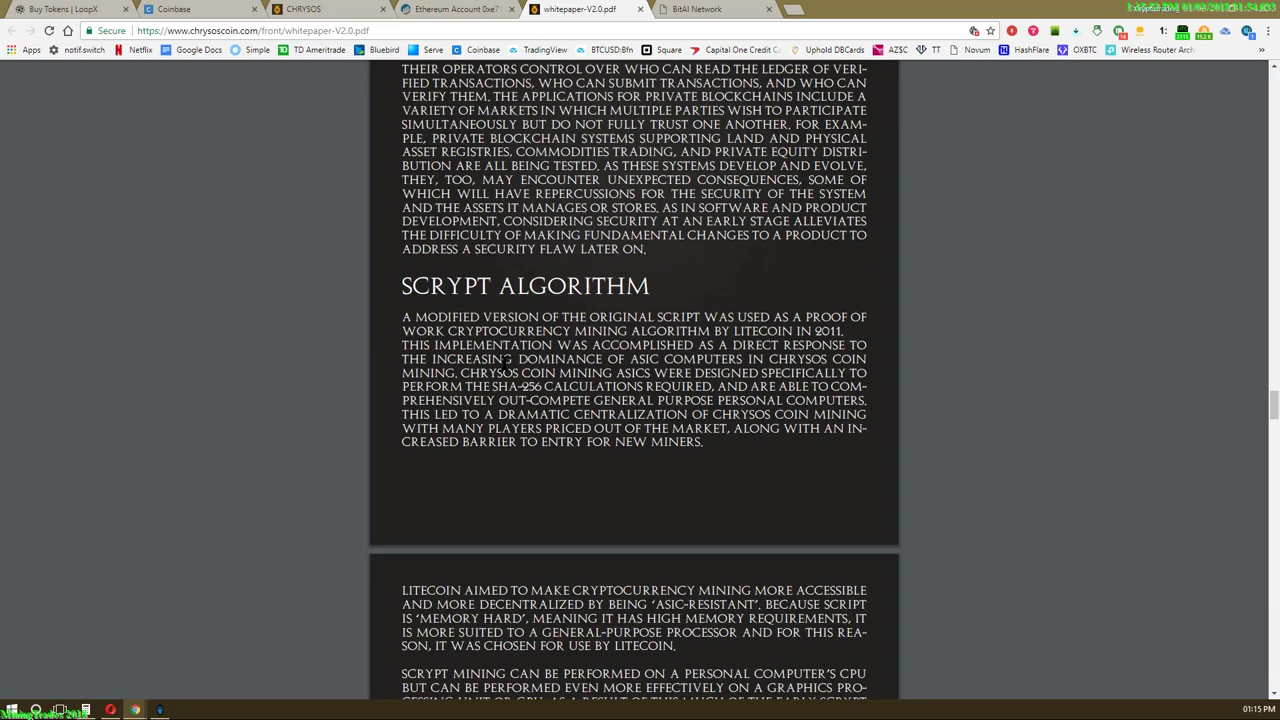 Buy Tokens | LoopX
Coinbase
CHRYSOS
Ethereum Account 0xe7
whitepaper-V2.0.pdf
BitAI Network
Secure
https://www.chrysoscoin.com/front/whitepaper-V2.0.pdf
Apps
notif.switch
Netflix
Google Docs
Simple
TD Ameritrade
Bluebird
Serve
Coinbase
TradingView
BTCUSD:Bfn
Square
Capital One Credit C
Upload DBCards
AZ$C
TT
Novum
HashFlare
OXBTC
Wireless Router Arch
THEIR OPERATORS CONTROL OVER WHO CAN READ THE LEDGER OF VERI-
FIED TRANSACTIONS, WHO CAN SUBMIT TRANSACTIONS, AND WHO CAN
VERIFY THEM. THE APPLICATIONS FOR PRIVATE BLOCKCHAINS INCLUDE A
VARIETY OF MARKETS IN WHICH MULTIPLE PARTIES WISH TO PARTICIPATE
SIMULTANEOUSLY BUT DO NOT FULLY TRUST ONE ANOTHER. FOR EXAM-
PLE, PRIVATE BLOCKCHAIN SYSTEMS SUPPORTING LAND AND PHYSICAL
ASSET REGISTRIES, COMMODITIES TRADING, AND PRIVATE EQUITY DISTRI-
BUTION ARE ALL BEING TESTED. AS THESE SYSTEMS DEVELOP AND EVOLVE,
THEY, TOO, MAY ENCOUNTER UNEXPECTED CONSEQUENCES, SOME OF
WHICH WILL HAVE REPERCUSSIONS FOR THE SECURITY OF THE SYSTEM
AND THE ASSETS IT MANAGES OR STORES. AS IN SOFTWARE AND PRODUCT
DEVELOPMENT, CONSIDERING SECURITY AT AN EARLY STAGE ALLEVIATES
THE DIFFICULTY OF MAKING FUNDAMENTAL CHANGES TO A PRODUCT TO
ADDRESS A SECURITY FLAW LATER ON.
SCRYPT ALGORITHM
A MODIFIED VERSION OF THE ORIGINAL SCRIPT WAS USED AS A PROOF OF
WORK CRYPTOCURRENCY MINING ALGORITHM BY LITECOIN IN 2011.
THIS IMPLEMENTATION WAS ACCOMPLISHED AS A DIRECT RESPONSE TO
THE INCREASING DOMINANCE OF ASIC COMPUTERS IN CHRYSOS COIN
MINING. CHRYSOS COIN MINING ASICS WERE DESIGNED SPECIFICALLY TO
PERFORM THE SHA-256 CALCULATIONS REQUIRED, AND ARE ABLE TO COM-
PREHENSIVELY OUT-COMPETE GENERAL PURPOSE PERSONAL COMPUTERS.
THIS LED TO A DRAMATIC CENTRALIZATION OF CHRYSOS COIN MINING
WITH MANY PLAYERS PRICED OUT OF THE MARKET, ALONG WITH AN IN-
CREASED BARRIER TO ENTRY FOR NEW MINERS.
LITECOIN AIMED TO MAKE CRYPTOCURRENCY MINING MORE ACCESSIBLE
AND MORE DECENTRALIZED BY BEING 'ASIC-RESISTANT'. BECAUSE SCRIPT
IS 'MEMORY HARD', MEANING IT HAS HIGH MEMORY REQUIREMENTS, IT
IS MORE SUITED TO A GENERAL-PURPOSE PROCESSOR AND FOR THIS REA-
SON, IT WAS CHOSEN FOR USE BY LITECOIN.
SCRYPT MINING CAN BE PERFORMED ON A PERSONAL COMPUTER'S CPU
BUT CAN BE PERFORMED EVEN MORE EFFECTIVELY ON A GRAPHICS PRO-
CESSING UNIT OR GPU. AS A RESULT OF THIS MUCH OF THE EARLY SCRYPT
01:15 PM